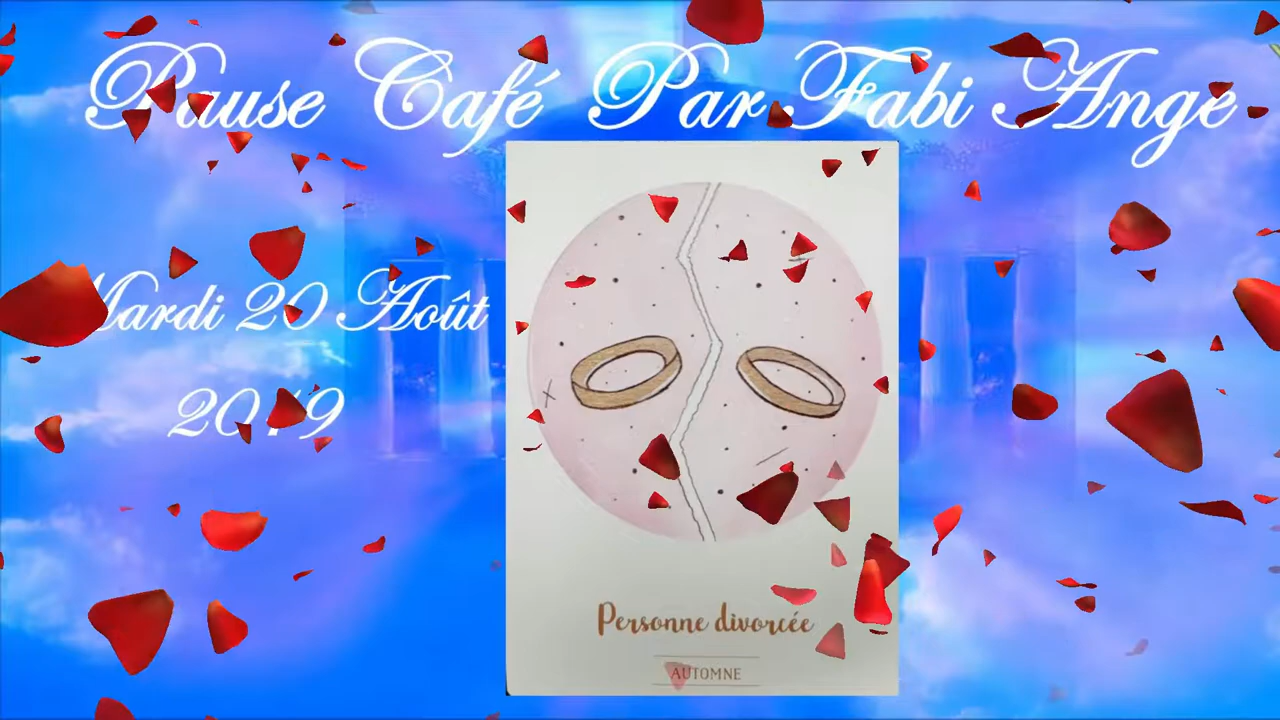 Pause Café Par Fabi Ange
Mardi 20 Août
2019
Personne divorcée
AUTOMNE